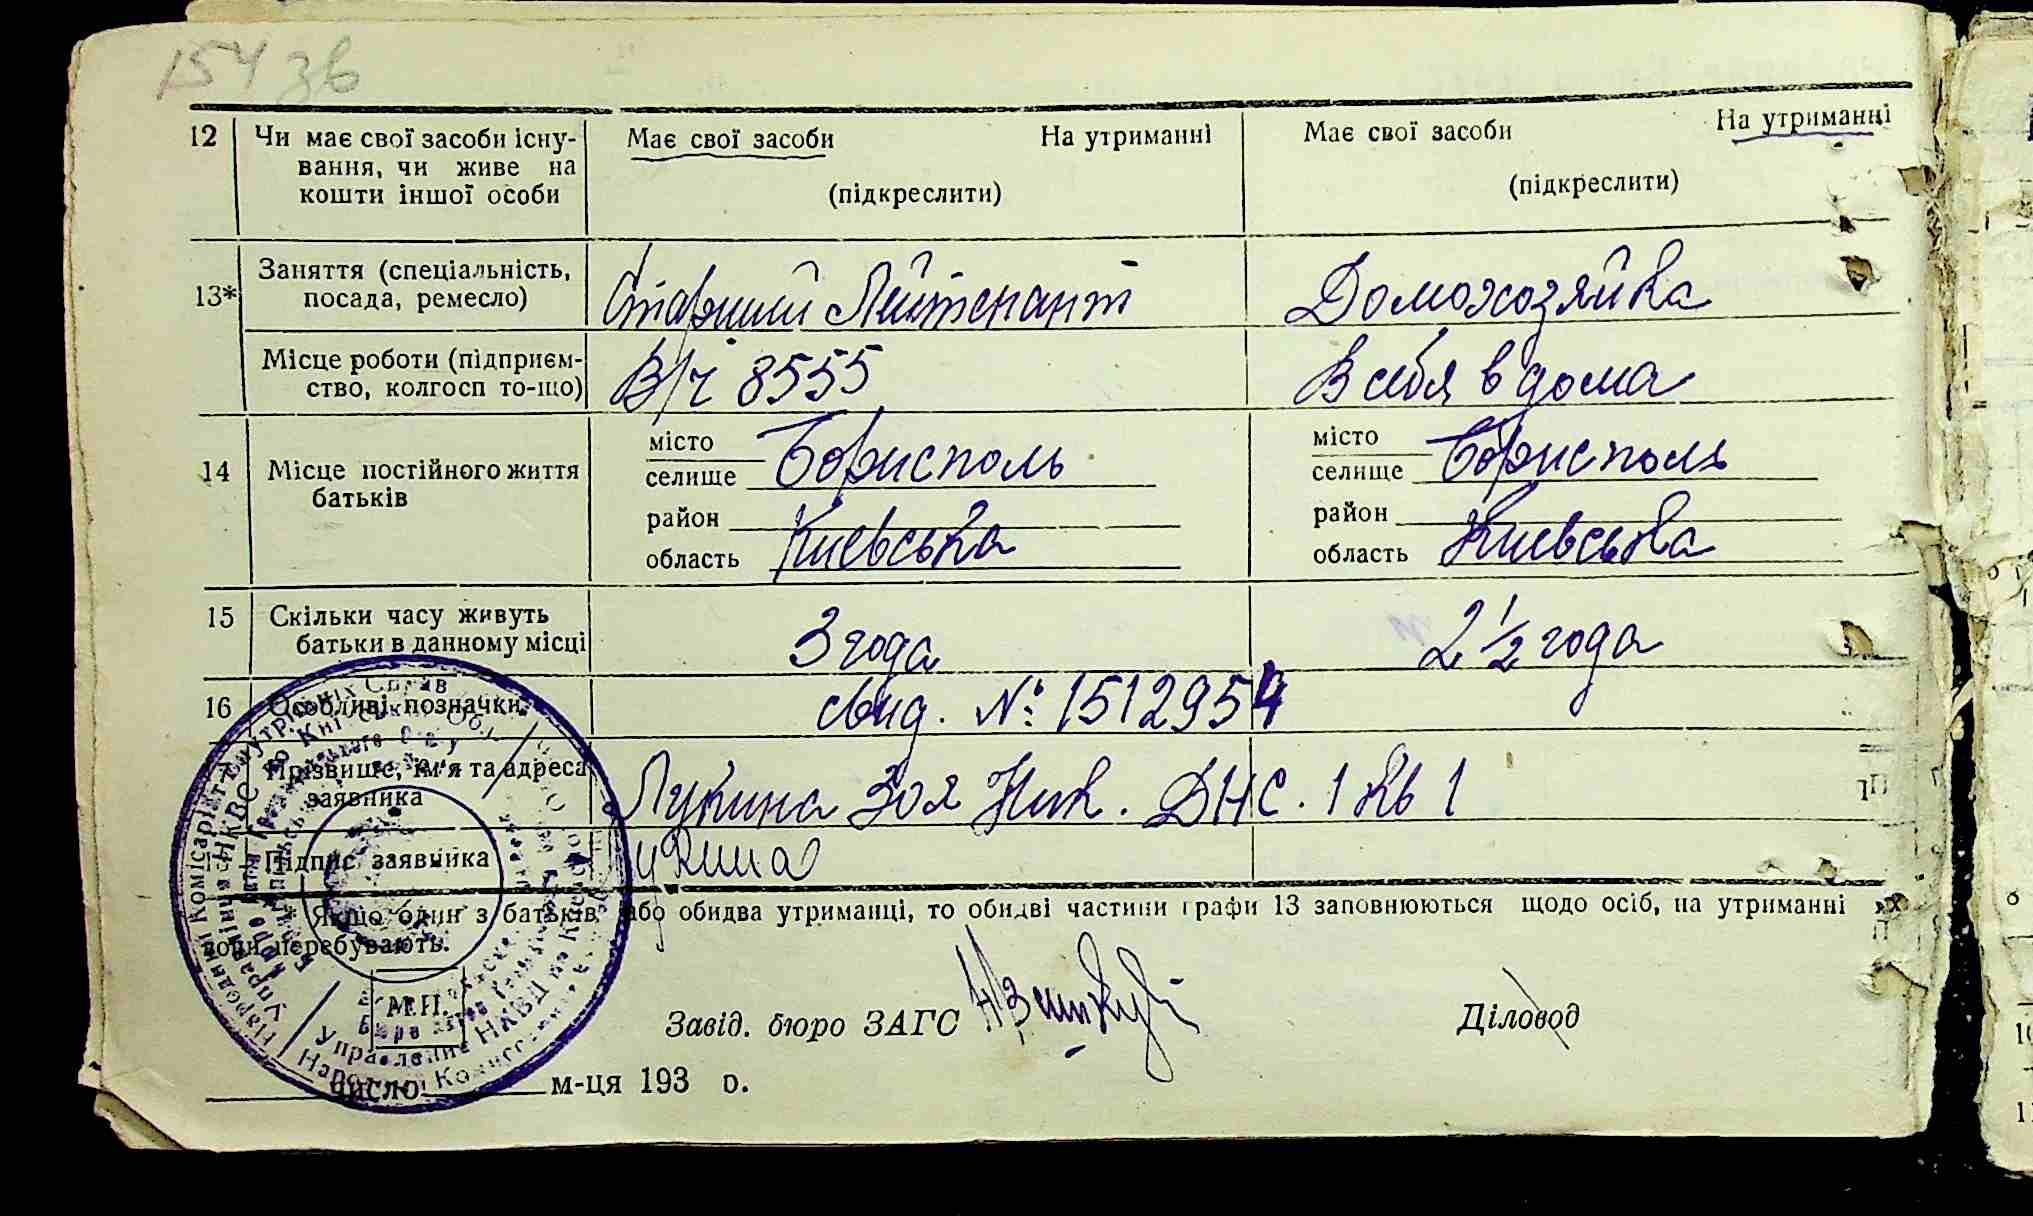 154 зв
12 Чи має свої засоби існу- Має свої засоби На утриманні Має свої засоби На утриманні
вання, чи живе на (підкреслити) (підкреслити)
кошти іншої особи
13* Заняття (спеціальність, Старший Лейтенант Домохозяйка
посада, ремесло)
Місце роботи (підприєм- В/ч 8555 В себя в дома
ство, колгосп то-що)
14 Місце постійного життя місто Борисполь місто Борисполь
батьків селище селище
район район
область Киевська область Киевська
15 Скільки часу живуть 3 года 2 1/2 года
батьки в данному місці
16 Особливі позначки свид. № 1512954
Прізвище, ім'я та адреса Лукина Зоя Ник. ДНС. 1 кв 1
заявника
Підпис заявника Лукина
Якщо один з батьків або обидва утриманці, то обидві частини графи 13 заповнюються щодо осіб, на утриманні
вони перебувають.
М.П.
Завід. бюро ЗАГС Діловод
число м-ця 193 о.